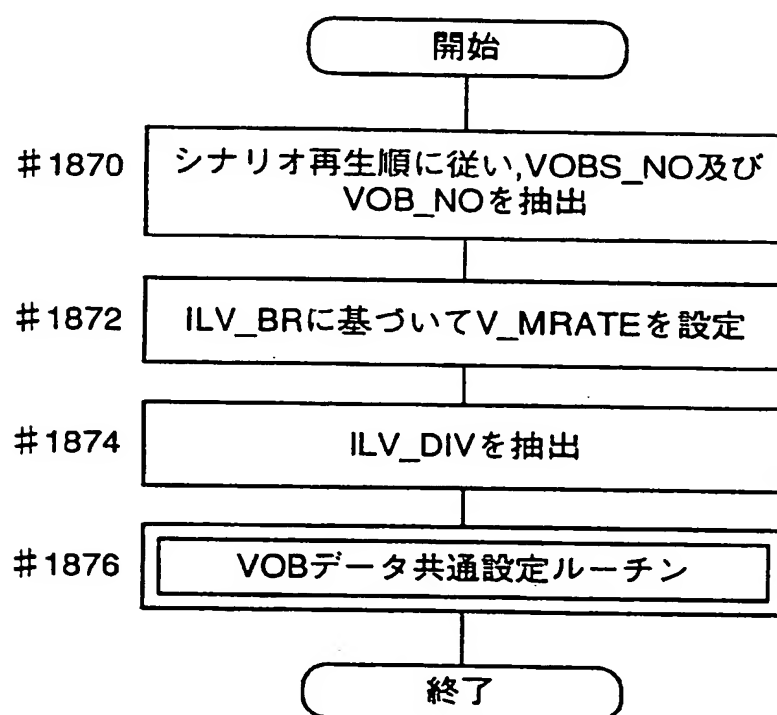 開始
#1870
シナリオ再生順に従い,VOBS_NO及び
VOB_NOを抽出
#1872
ILV_BRに基づいてV_MRATEを設定
#1874
ILV_DIVを抽出
#1876
VOBデータ共通設定ルーチン
終了